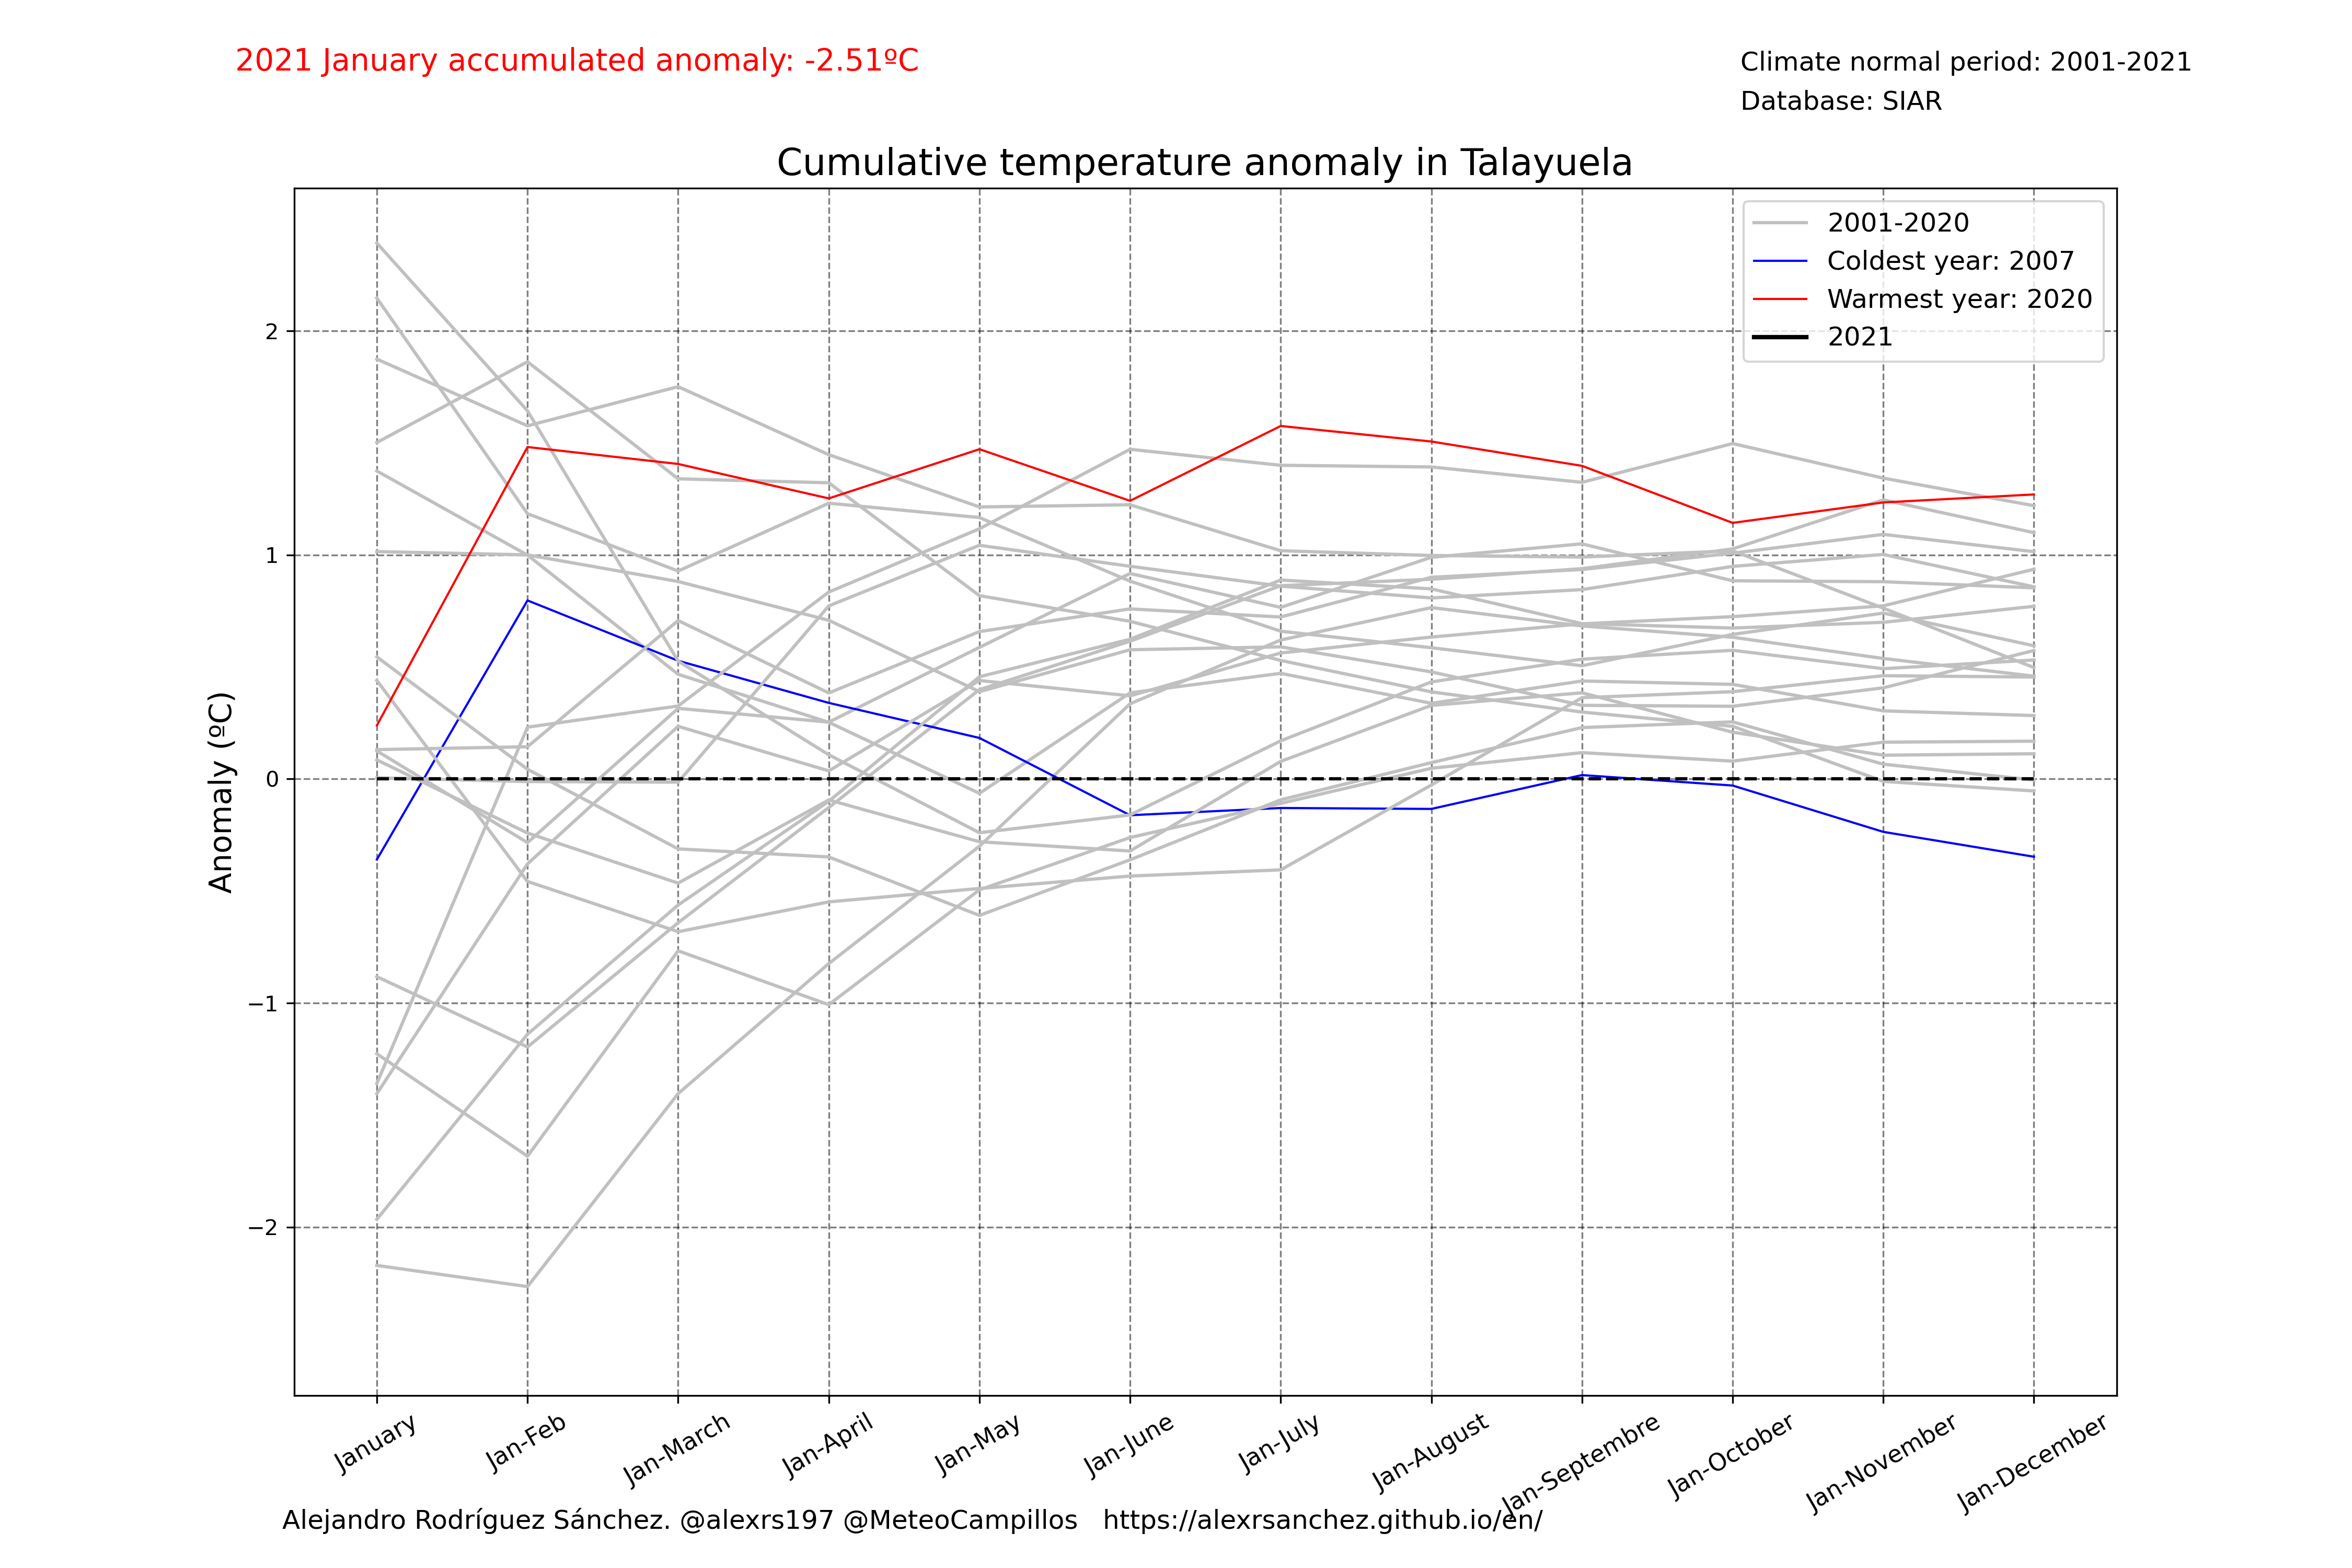 2021 January accumulated anomaly: -2.51ºC
Climate normal period: 2001-2021
Database: SIAR
Cumulative temperature anomaly in Talayuela
2001-2020
Coldest year: 2007
Warmest year: 2020
2021
Anomaly (ºC)
2
1
0
−1
−2
January
Jan-Feb
Jan-March
Jan-April
Jan-May
Jan-June
Jan-July
Jan-August
Jan-Septembre
Jan-October
Jan-November
Jan-December
Alejandro Rodríguez Sánchez. @alexrs197 @MeteoCampillos https://alexrsanchez.github.io/en/